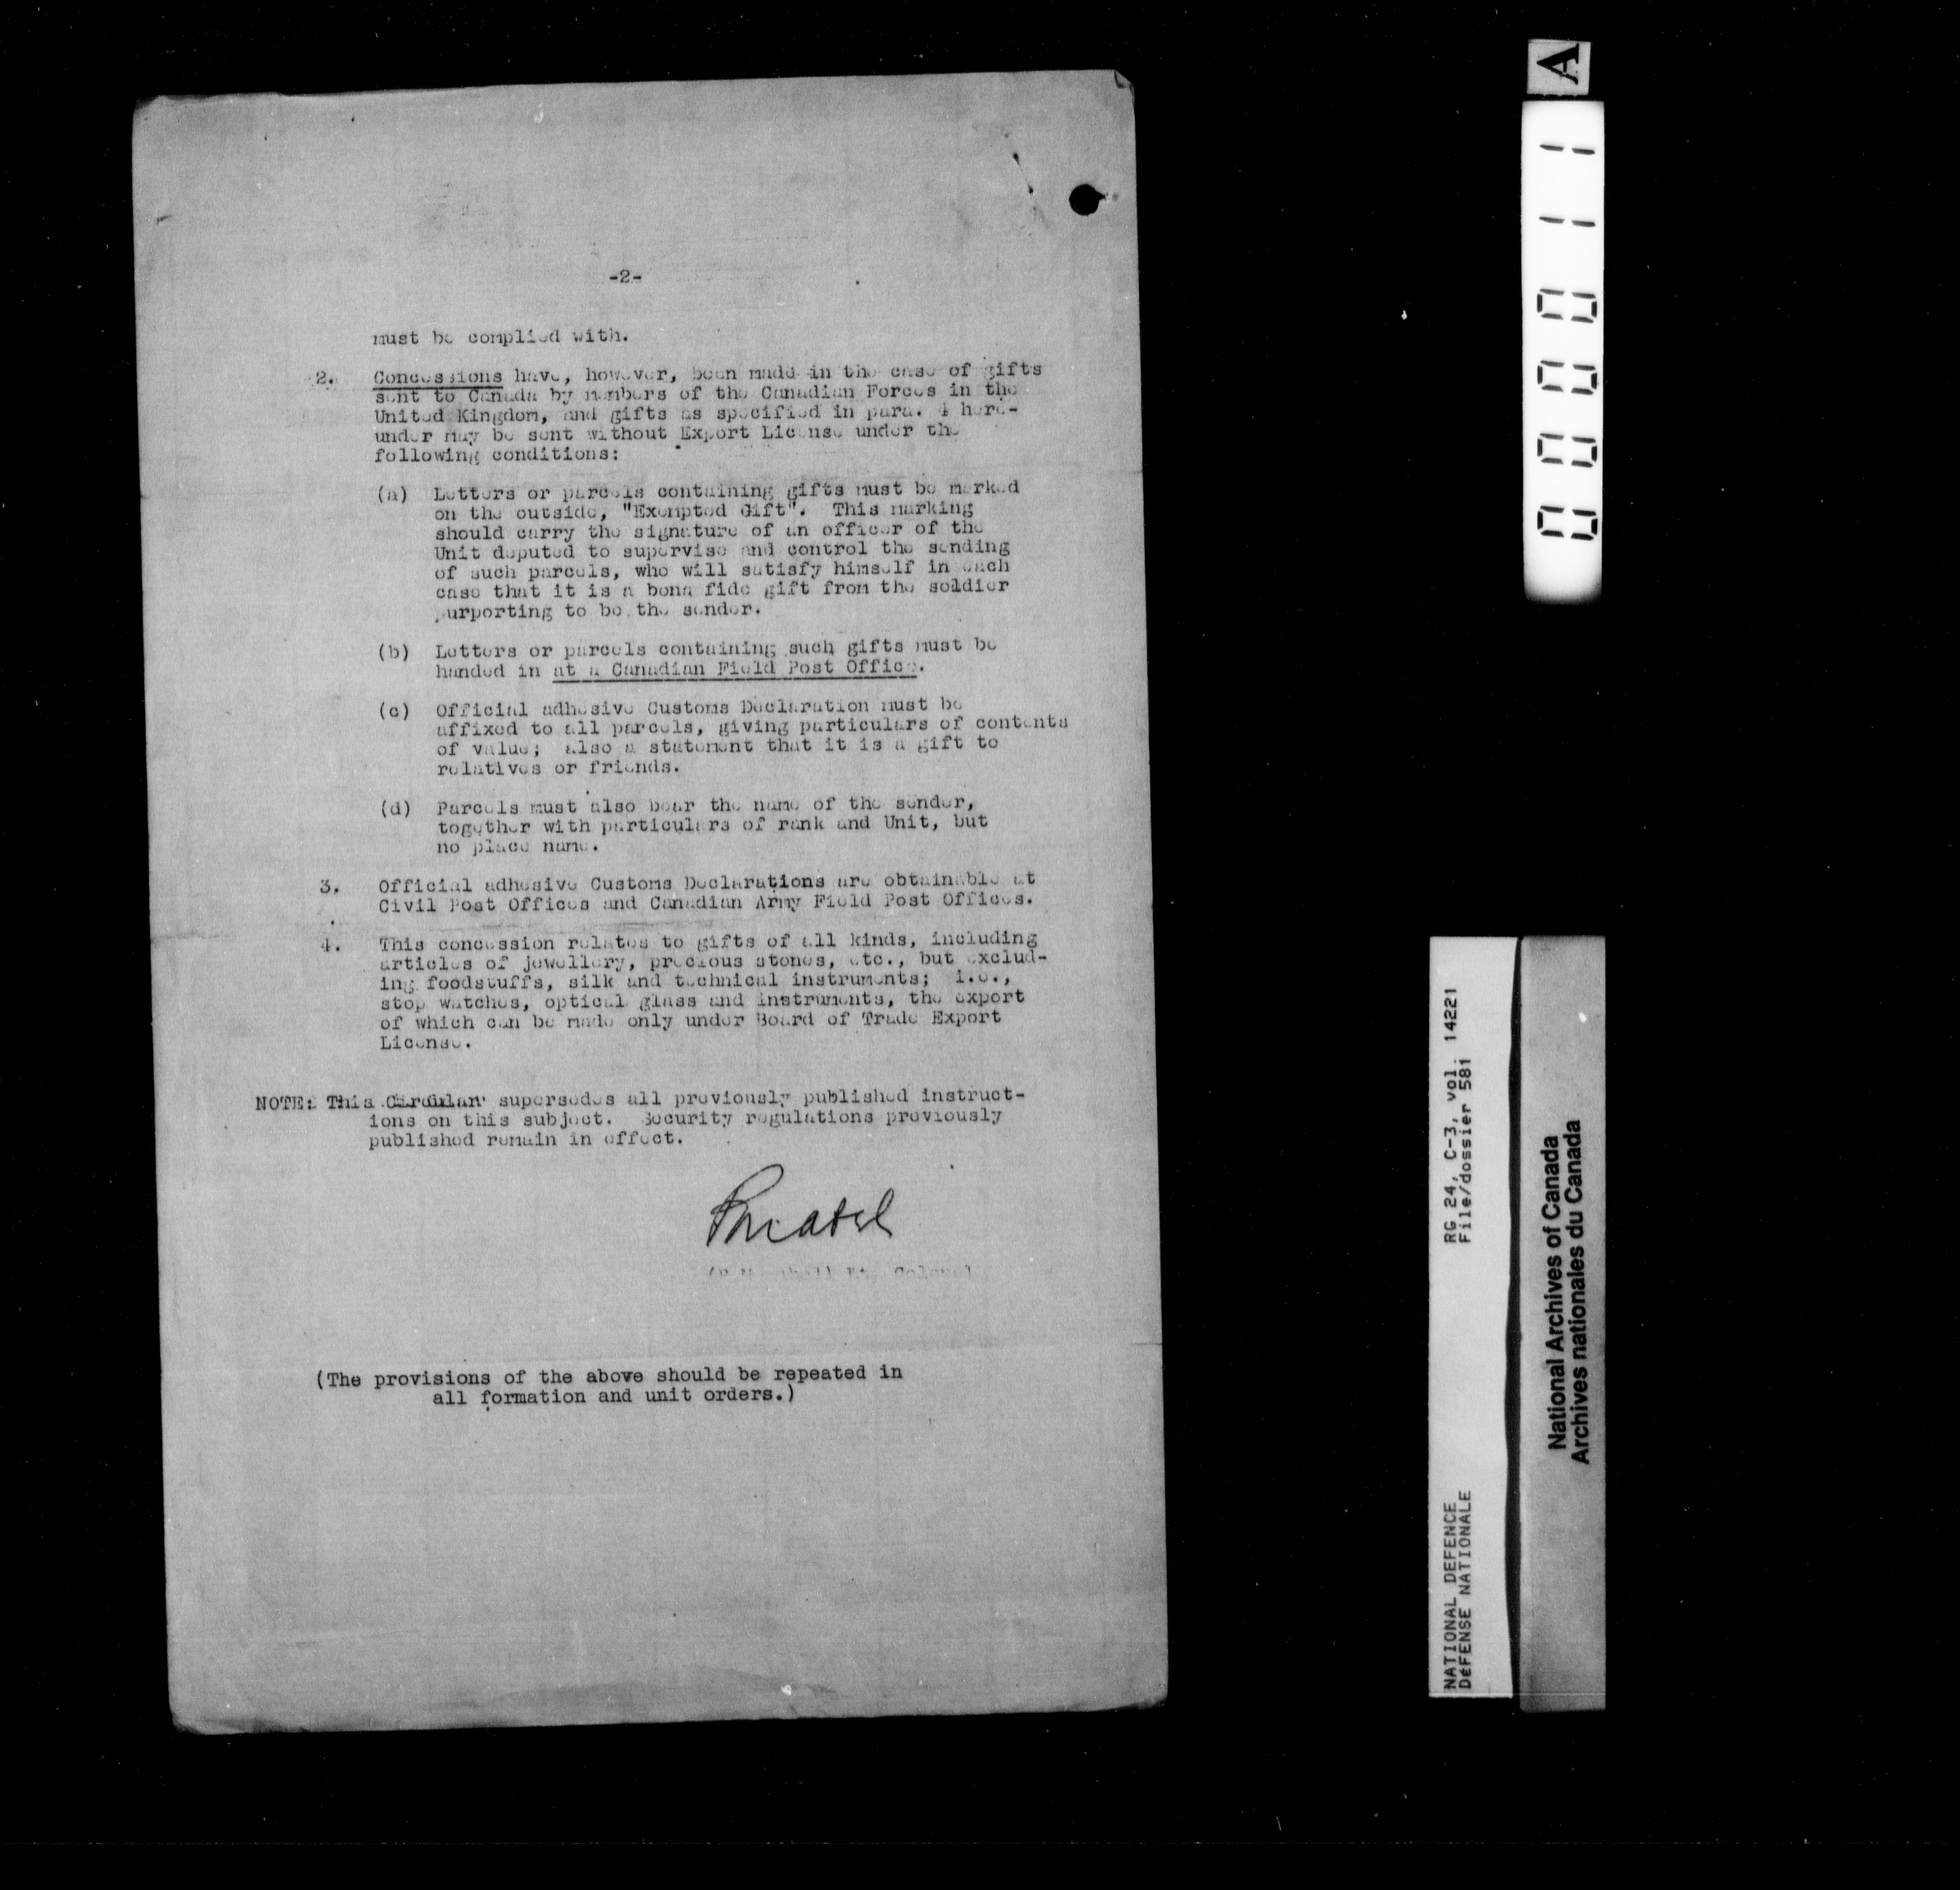 -2-
must be complied with.
2. Concessions have, however, been made in the case of gifts
sent to Canada by members of the Canadian Forces in the
United Kingdom, and gifts as specified in para. 4 here-
under may be sent without Export License under the
following conditions:
(a) Letters or parcels containing gifts must be marked
on the outside, "Exempted Gift". This marking
should carry the signature of an officer of the
Unit deputed to supervise and control the sending
of such parcels, who will satisfy himself in each
case that it is a bona fide gift from the soldier
purporting to be the sender.
(b) Letters or parcels containing such gifts must be
handed in at a Canadian Field Post Office.
(c) Official adhesive Customs Declaration must be
affixed to all parcels, giving particulars of contents
of value; also a statement that it is a gift to
relatives or friends.
(d) Parcels must also bear the name of the sender,
together with particulars of rank and Unit, but
no place name.
3. Official adhesive Customs Declarations are obtainable at
Civil Post Offices and Canadian Army Field Post Offices.
4. This concession relates to gifts of all kinds, including
articles of jewellery, precious stones, etc., but exclud-
ing foodstuffs, silk and technical instruments; i.e.,
stop watches, optical glass and instruments, the export
of which can be made only under Board of Trade Export
License.
NOTE: This Circular supersedes all previously published instruct-
ions on this subject. Security regulations previously
published remain in effect.
Colonel
(The provisions of the above should be repeated in
all formation and unit orders.)
A
000011
RG 24, C-3, vol. 14221
File/dossier 581
NATIONAL DEFENCE
DéFENSE NATIONALE
National Archives of Canada
Archives nationales du Canada